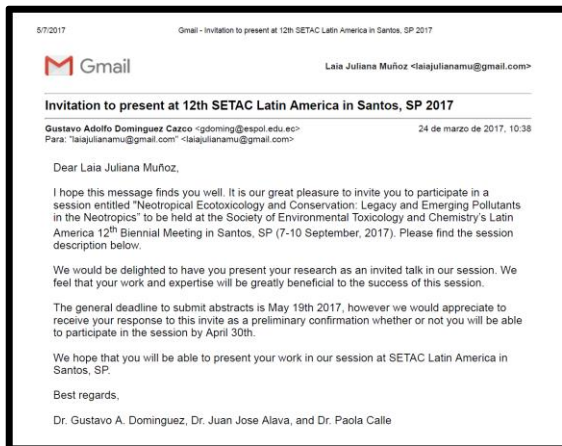 5/7/2017 Gmail - Invitation to present at 12th SETAC Latin America in Santos, SP 2017
Gmail Laia Juliana Muñoz <laiajulianamu@gmail.com>
Invitation to present at 12th SETAC Latin America in Santos, SP 2017
Gustavo Adolfo Dominguez Cazco <gdoming@espol.edu.ec> 24 de marzo de 2017, 10:38
Para: "laiajulianamu@gmail.com" <laiajulianamu@gmail.com>
Dear Laia Juliana Muñoz,
I hope this message finds you well. It is our great pleasure to invite you to participate in a
session entitled "Neotropical Ecotoxicology and Conservation: Legacy and Emerging Pollutants
in the Neotropics" to be held at the Society of Environmental Toxicology and Chemistry's Latin
America 12th Biennial Meeting in Santos, SP (7-10 September, 2017). Please find the session
description below.
We would be delighted to have you present your research as an invited talk in our session. We
feel that your work and expertise will be greatly beneficial to the success of this session.
The general deadline to submit abstracts is May 19th 2017, however we would appreciate to
receive your response to this invite as a preliminary confirmation whether or not you will be able
to participate in the session by April 30th.
We hope that you will be able to present your work in our session at SETAC Latin America in
Santos, SP.
Best regards,
Dr. Gustavo A. Dominguez, Dr. Juan Jose Alava, and Dr. Paola Calle